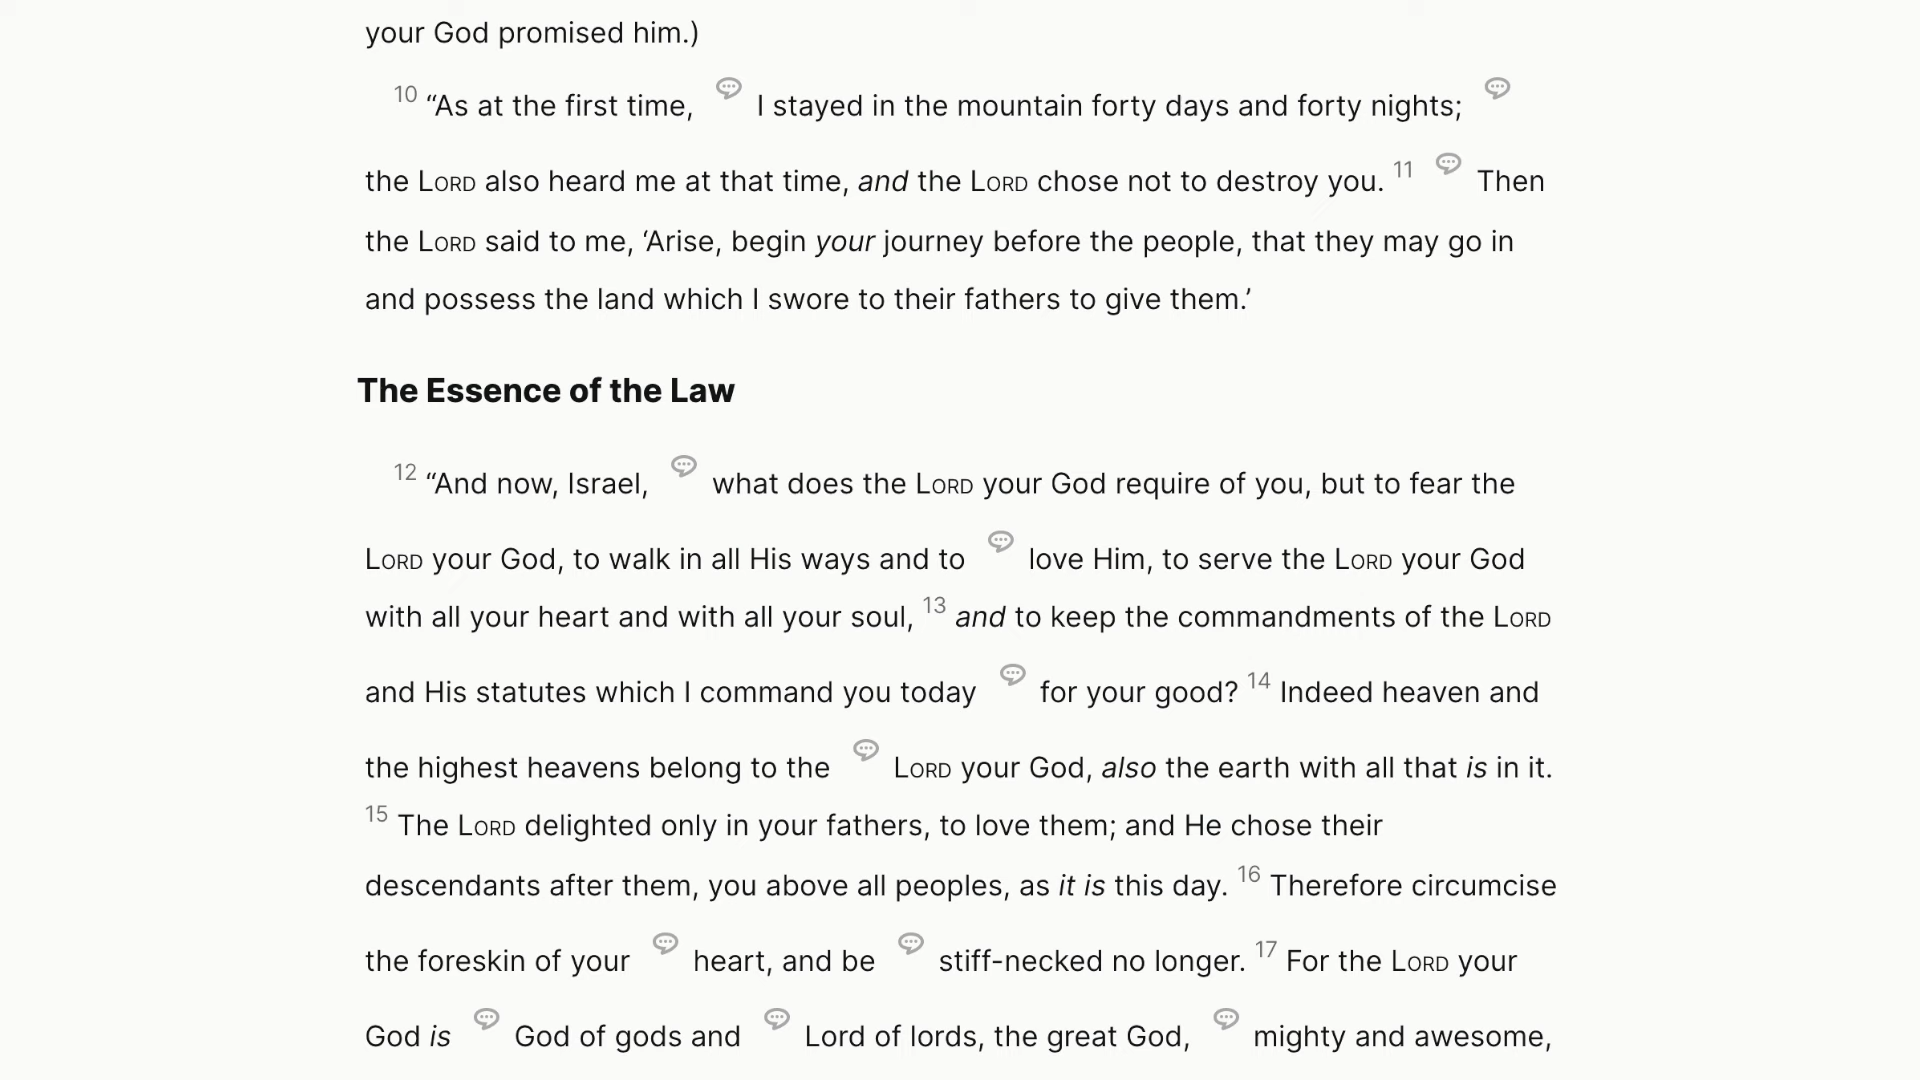 your God promised him.)
10 “As at the first time, I stayed in the mountain forty days and forty nights;
the LORD also heard me at that time, and the LORD chose not to destroy you. 11 Then
the LORD said to me, ‘Arise, begin your journey before the people, that they may go in
and possess the land which I swore to their fathers to give them.’
The Essence of the Law
12 “And now, Israel, what does the LORD your God require of you, but to fear the
LORD your God, to walk in all His ways and to love Him, to serve the LORD your God
with all your heart and with all your soul, 13 and to keep the commandments of the LORD
and His statutes which I command you today for your good? 14 Indeed heaven and
the highest heavens belong to the LORD your God, also the earth with all that is in it.
15 The LORD delighted only in your fathers, to love them; and He chose their
descendants after them, you above all peoples, as it is this day. 16 Therefore circumcise
the foreskin of your heart, and be stiff-necked no longer. 17 For the LORD your
God is God of gods and Lord of lords, the great God, mighty and awesome,